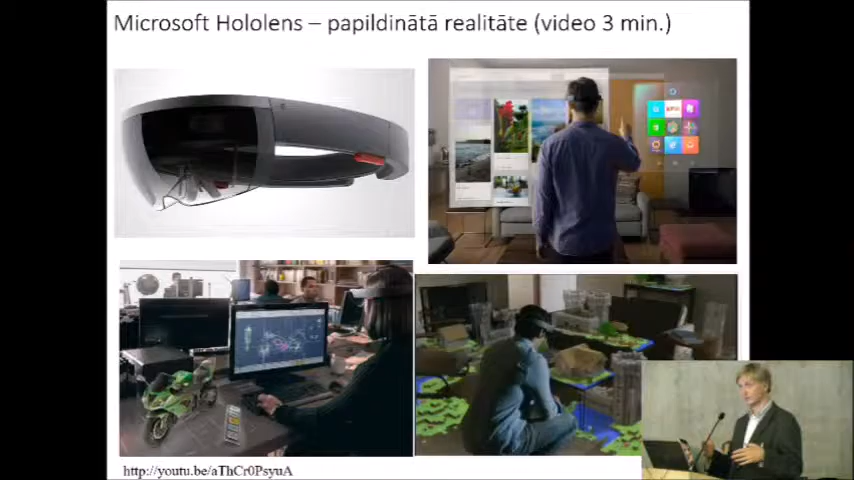 Microsoft Hololens – papildinātā realitāte (video 3 min.)
http://youtu.be/aThCr0PsyuA